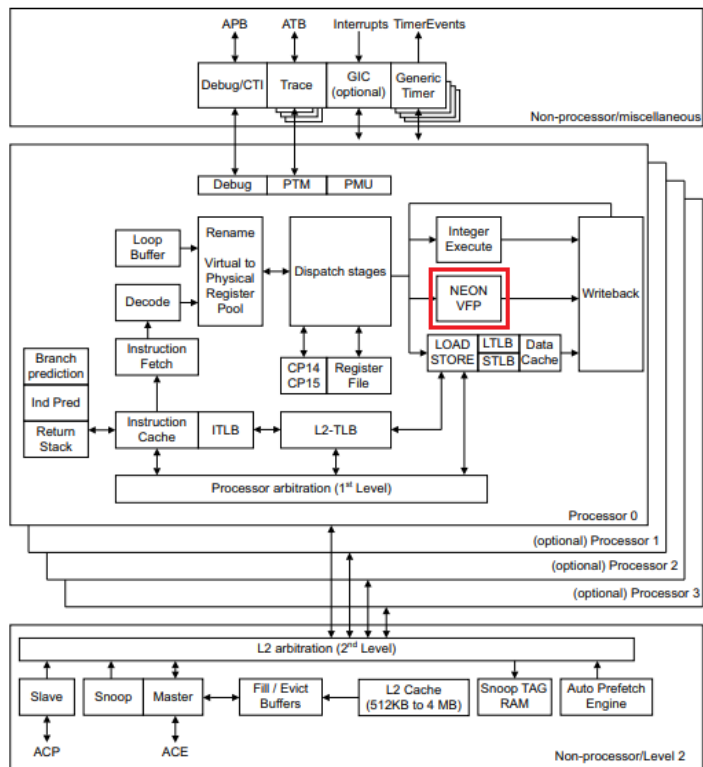 APB
ATB
Interrupts
TimerEvents
Debug/CTI
Trace
GIC
(optional)
Generic
Timer
Non-processor/miscellaneous
Debug
PTM
PMU
Loop
Buffer
Rename
Virtual to
Physical
Register
Pool
Decode
Dispatch stages
Integer
Execute
NEON
VFP
Writeback
Instruction
Fetch
LOAD
STORE
LTLB
STLB
Data
Cache
CP14
CP15
Register
File
Branch
prediction
Ind Pred
Return
Stack
Instruction
Cache
ITLB
L2-TLB
Processor arbitration (1st Level)
Processor 0
(optional) Processor 1
(optional) Processor 2
(optional) Processor 3
L2 arbitration (2nd Level)
Slave
Snoop
Master
Fill / Evict
Buffers
L2 Cache
(512KB to 4 MB)
Snoop TAG
RAM
Auto Prefetch
Engine
ACP
ACE
Non-processor/Level 2